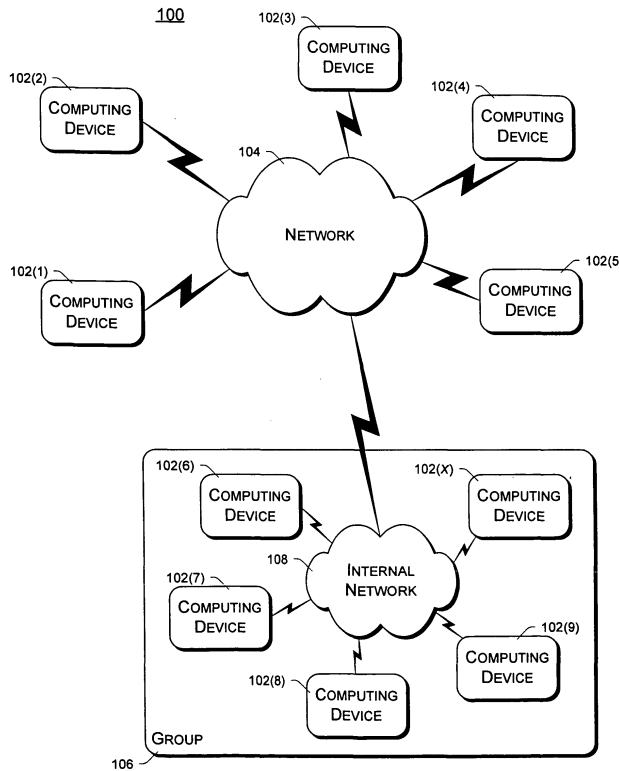 100
102(3)
COMPUTING
DEVICE
102(2)
COMPUTING
DEVICE
102(4)
COMPUTING
DEVICE
104
NETWORK
102(1)
COMPUTING
DEVICE
102(5
COMPUTING
DEVICE
102(6)
COMPUTING
DEVICE
102(X)
COMPUTING
DEVICE
108
INTERNAL
NETWORK
102(7)
COMPUTING
DEVICE
102(9)
COMPUTING
DEVICE
102(8)
COMPUTING
DEVICE
GROUP
106